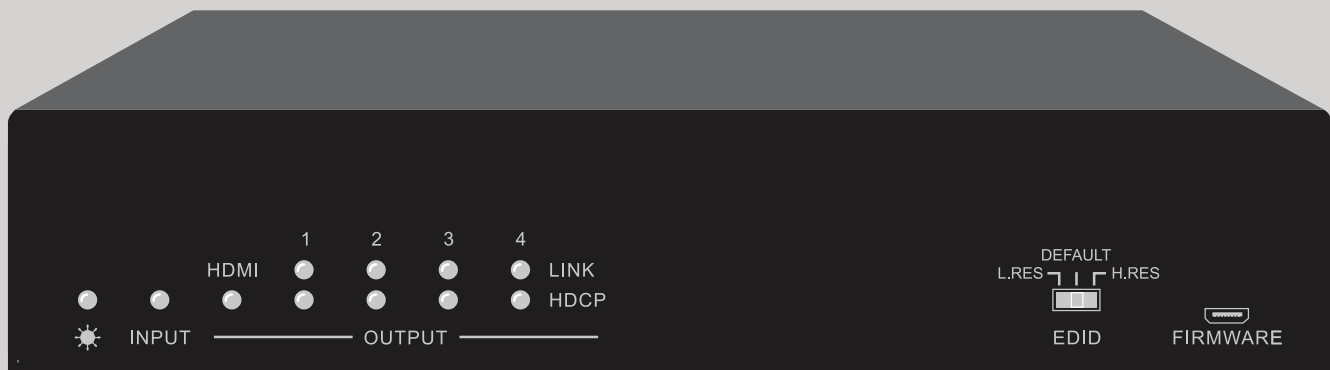 1 2 3 4
HDMI LINK
HDCP
INPUT OUTPUT
DEFAULT
L.RES H.RES
EDID
FIRMWARE